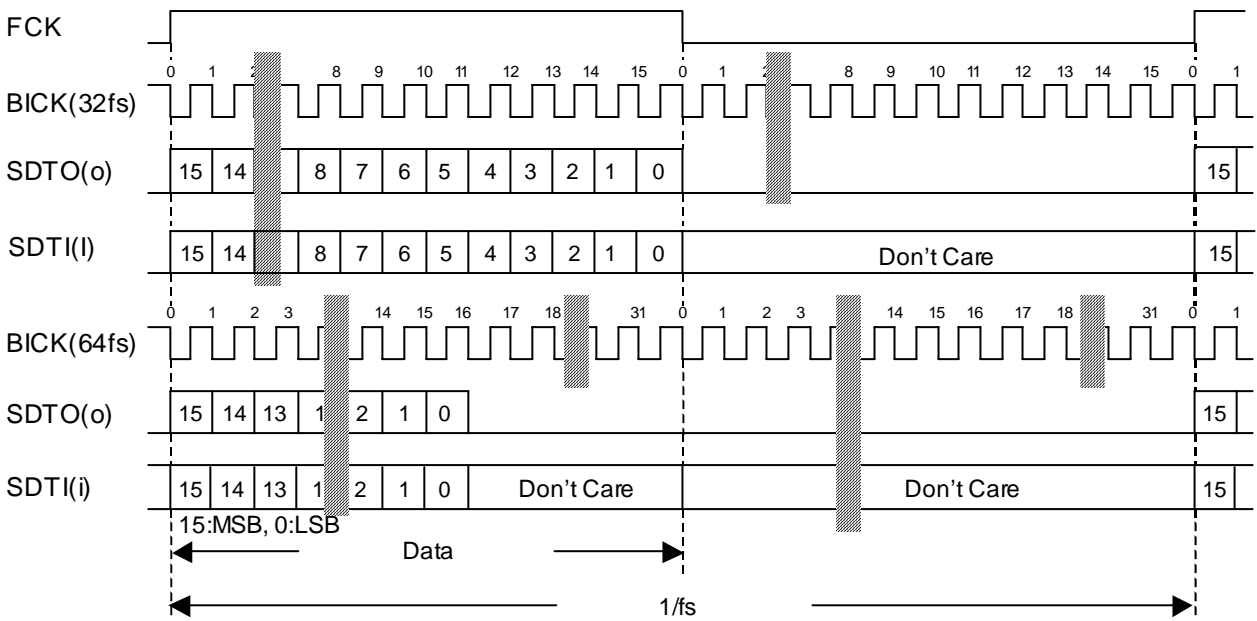 FCK
0 1 8 9 10 11 12 13 14 15 0 1 8 9 10 11 12 13 14 15 0 1
BICK(32fs)
SDTO(o) 15 14 8 7 6 5 4 3 2 1 0 15
SDTI(I) 15 14 8 7 6 5 4 3 2 1 0 Don't Care 15
0 1 2 3 14 15 16 17 18 31 0 1 2 3 14 15 16 17 18 31 0 1
BICK(64fs)
SDTO(o) 15 14 13 2 1 0 15
SDTI(i) 15 14 13 2 1 0 Don't Care Don't Care 15
15:MSB, 0:LSB
Data
1/fs